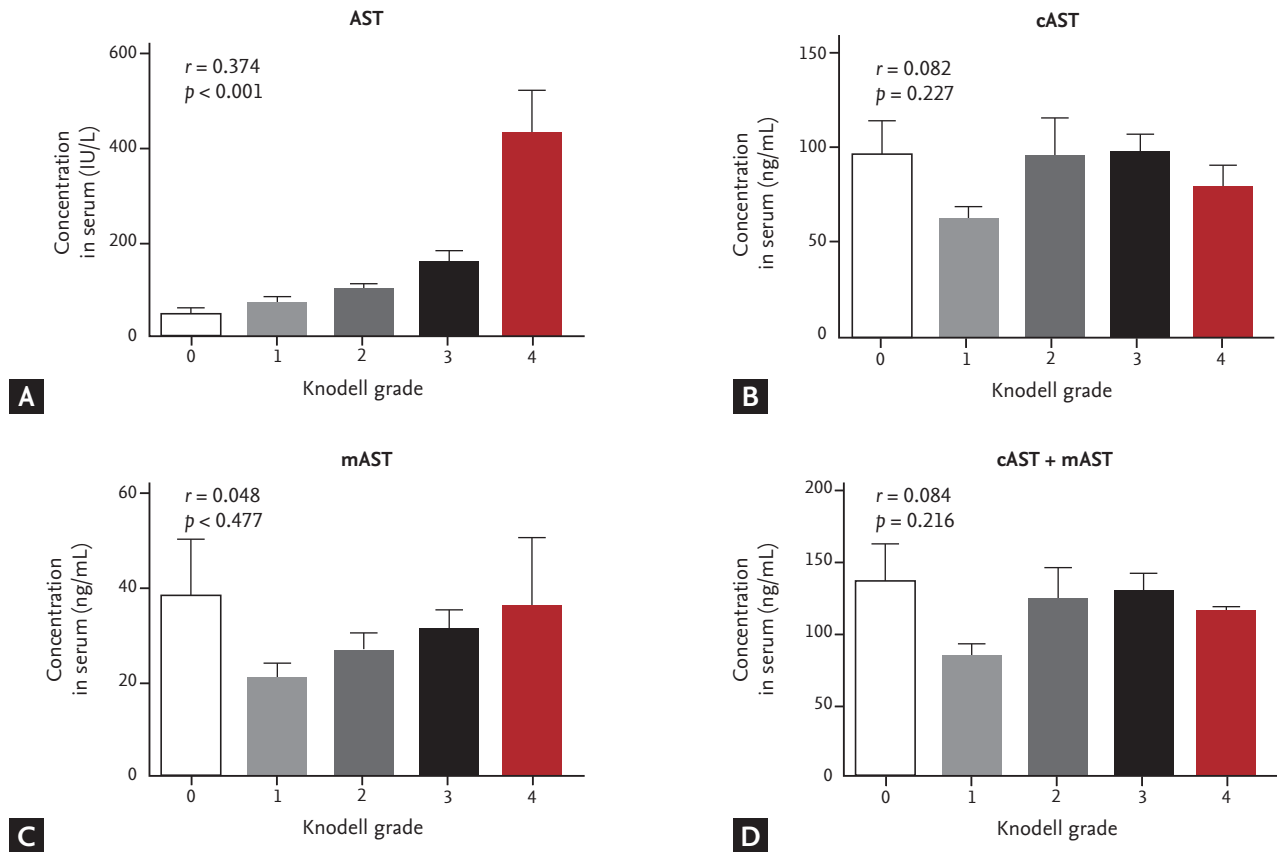 AST
Concentration
in serum (IU/L)
600
400
200
0
r = 0.374
p < 0.001
0 1 2 3 4
Knodell grade
A
cAST
Concentration
in serum (ng/mL)
150
100
50
0
r = 0.082
p = 0.227
0 1 2 3 4
Knodell grade
B
mAST
Concentration
in serum (ng/mL)
60
40
20
0
r = 0.048
p < 0.477
0 1 2 3 4
Knodell grade
C
cAST + mAST
Concentration
in serum (ng/mL)
200
150
100
50
0
r = 0.084
p = 0.216
0 1 2 3 4
Knodell grade
D